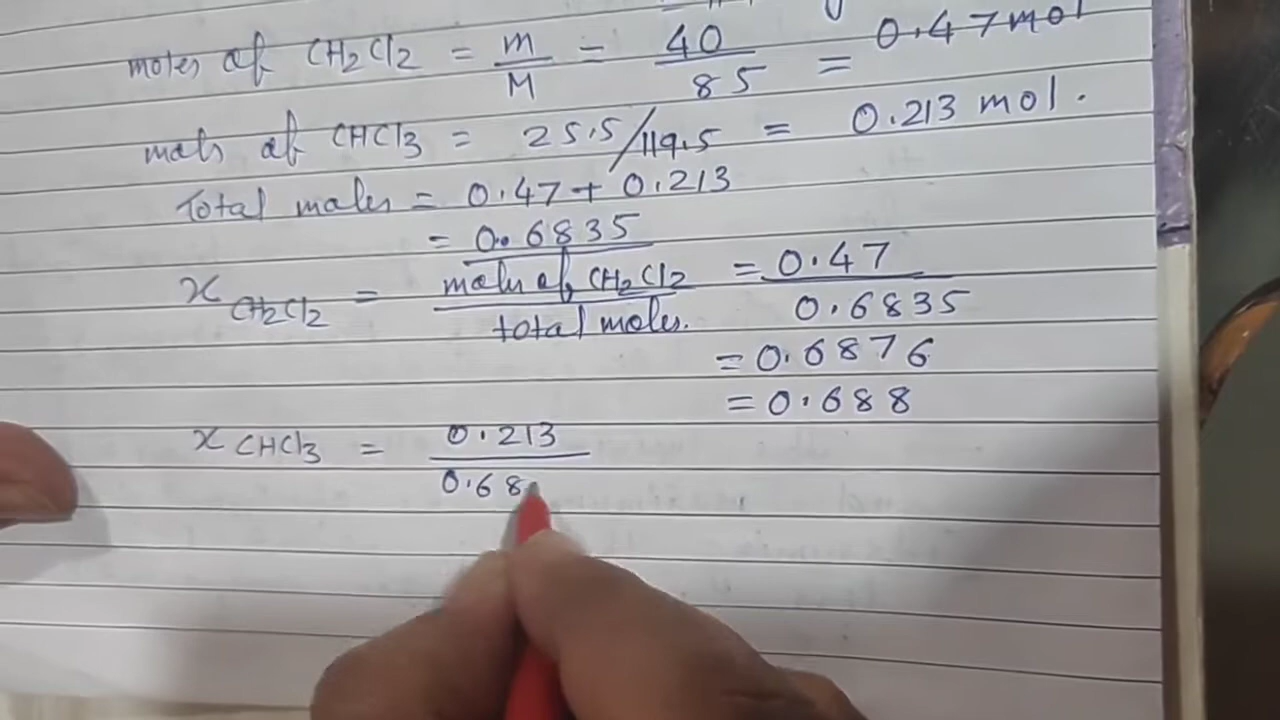 moles of CH2Cl2 = m/M = 40/85 = 0.47 mol
mols of CHCl3 = 25.5/119.5 = 0.213 mol.
Total moles = 0.47 + 0.213
= 0.6835
x CH2Cl2 = moles of CH2Cl2/total moles. = 0.47/0.6835
= 0.6876
= 0.688
x CHCl3 = 0.213/0.68